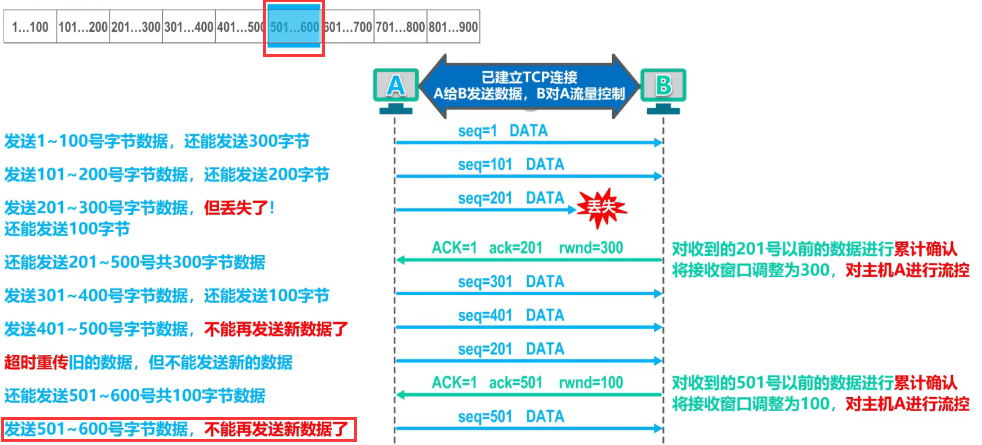 1...100 101...200 201...300 301...400 401...500 501...600 601...700 701...800 801...900
已建立TCP连接
A给B发送数据，B对A流量控制
A
B
发送1~100号字节数据，还能发送300字节
seq=1 DATA
发送101~200号字节数据，还能发送200字节
seq=101 DATA
发送201~300号字节数据，但丢失了！
还能发送100字节
seq=201 DATA
丢失
还能发送201~500号共300字节数据
ACK=1 ack=201 rwnd=300
对收到的201号以前的数据进行累计确认
将接收窗口调整为300，对主机A进行流控
发送301~400号字节数据，还能发送100字节
seq=301 DATA
发送401~500号字节数据，不能再发送新数据了
seq=401 DATA
超时重传旧的数据，但不能发送新的数据
seq=201 DATA
还能发送501~600号共100字节数据
ACK=1 ack=501 rwnd=100
对收到的501号以前的数据进行累计确认
将接收窗口调整为100，对主机A进行流控
发送501~600号字节数据，不能再发送新数据了
seq=501 DATA